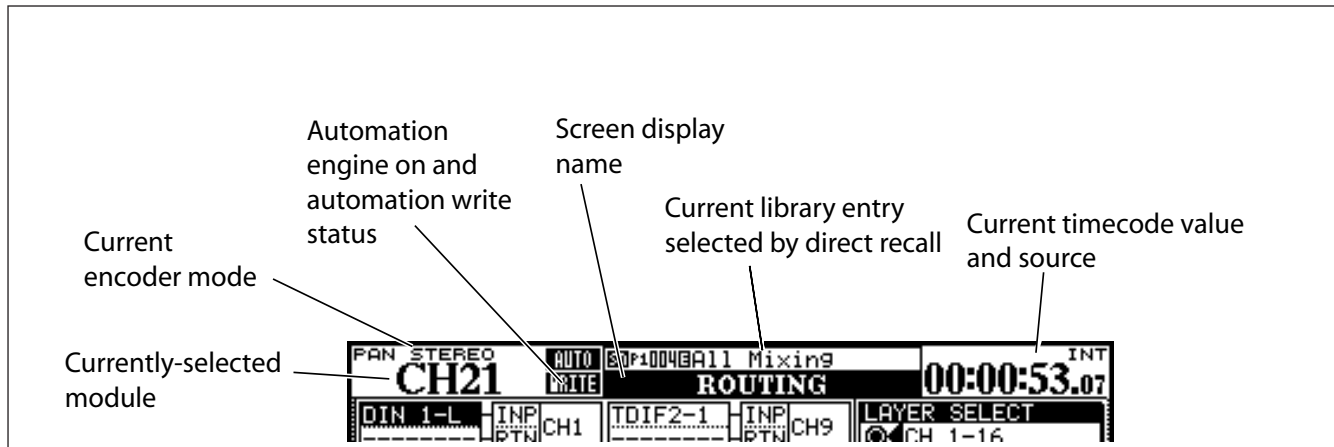 Automation
engine on and
automation write
status
Screen display
name
Current library entry
selected by direct recall
Current timecode value
and source
Current
encoder mode
Currently-selected
module
PAN STEREO
CH21
AUTO
WRITE
All Mixing
ROUTING
INT
00:00:53.07
DIN 1-L
INP
RTN
CH1
TDIF2-1
INP
RTN
CH9
LAYER SELECT
CH 1-16